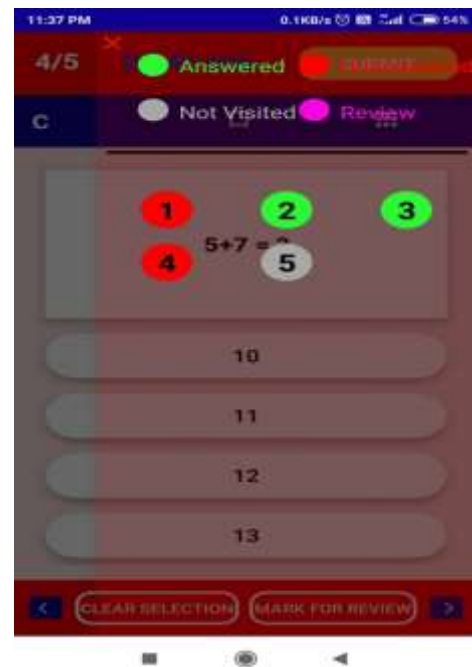 11:37 PM 0.1KB/s 54%
4/5 Answered
C Not Visited Review
1 2 3
5+7 = ?
4 5
10
11
12
13
CLEAR SELECTION MARK FOR REVIEW